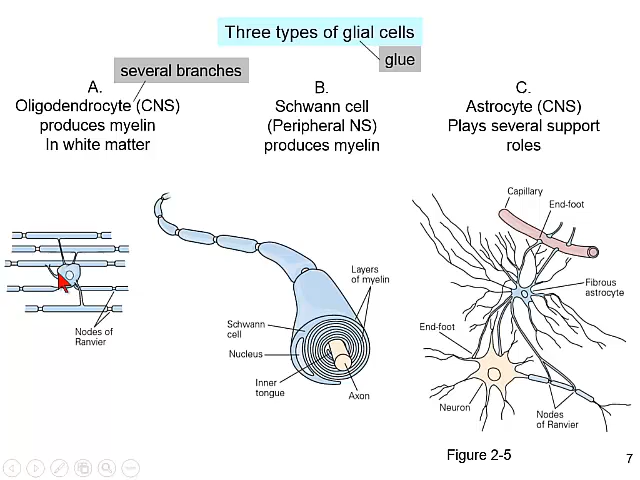 Three types of glial cells
glue
several branches
A.
Oligodendrocyte (CNS)
produces myelin
In white matter
B.
Schwann cell
(Peripheral NS)
produces myelin
C.
Astrocyte (CNS)
Plays several support
roles
Nodes of
Ranvier
Layers
of myelin
Schwann
cell
Nucleus
Inner
tongue
Axon
Capillary
End-foot
Fibrous
astrocyte
End-foot
Neuron
Nodes
of Ranvier
Figure 2-5
7